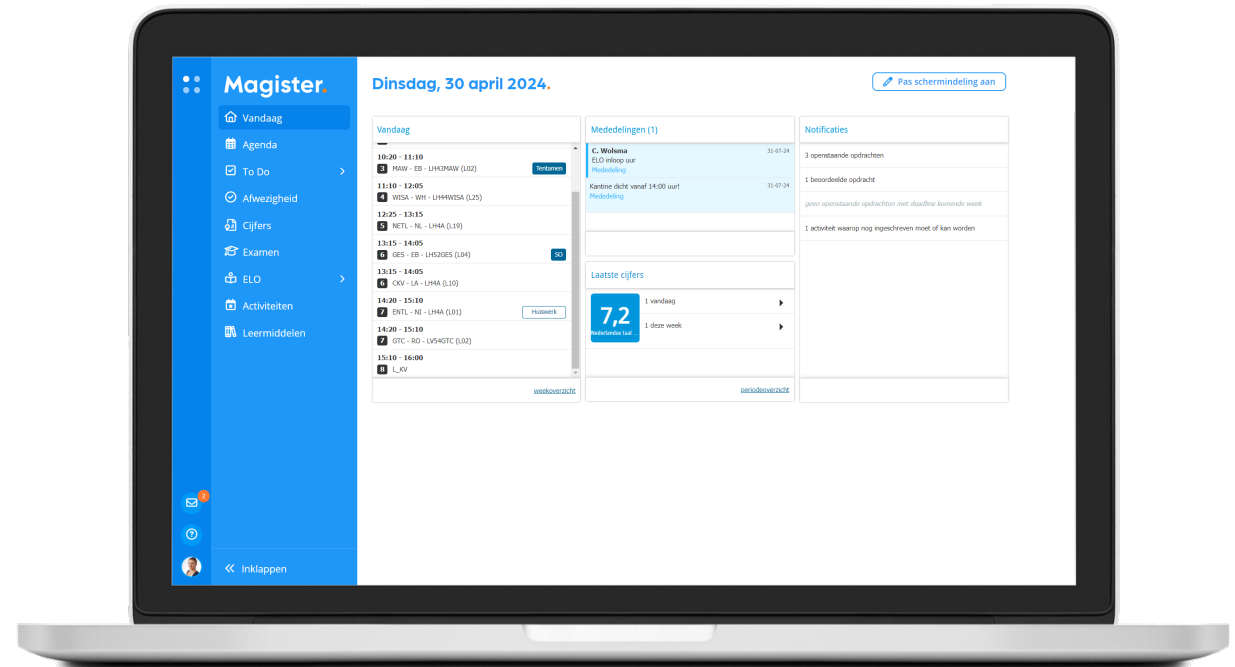 Magister.
Vandaag
Agenda
To Do
Afwezigheid
Cijfers
Examen
ELO
Activiteiten
Leermiddelen
2
Inklappen
Dinsdag, 30 april 2024.
Pas schermindeling aan
Vandaag
10:20 - 11:10
3 MAW - EB - LH43MAW (L02) Tentamen
11:10 - 12:05
4 WISA - WH - LH44WISA (L25)
12:25 - 13:15
5 NETL - NL - LH4A (L19)
13:15 - 14:05
6 GES - EB - LH52GES (L04) SO
13:15 - 14:05
6 CKV - LA - LH4A (L10)
14:20 - 15:10
7 ENTL - NI - LH4A (L01) Huiswerk
14:20 - 15:10
7 GTC - RO - LV54GTC (L02)
15:10 - 16:00
8 L_KV
weekoverzicht
Mededelingen (1)
C. Wolsma 31-07-24
ELO inloop uur
Mededeling
Kantine dicht vanaf 14:00 uur! 31-07-24
Mededeling
Laatste cijfers
7,2
Nederlandse taal ...
1 vandaag
1 deze week
periodeoverzicht
Notificaties
3 openstaande opdrachten
1 beoordeelde opdracht
geen openstaande opdrachten met deadline komende week
1 activiteit waarop nog ingeschreven moet of kan worden